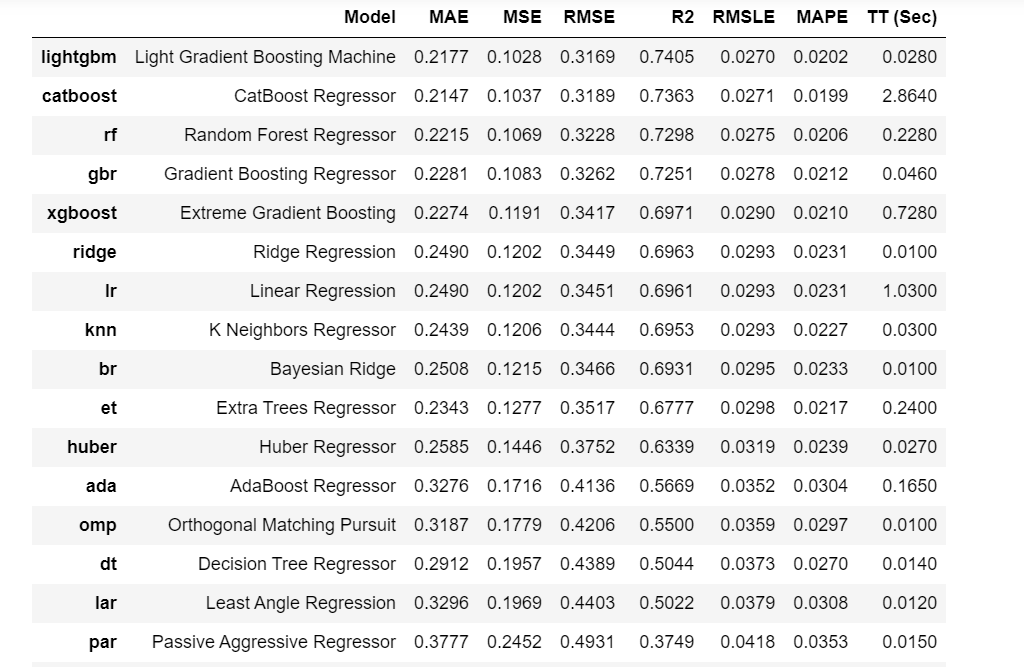 Model MAE MSE RMSE R2 RMSLE MAPE TT (Sec)
lightgbm Light Gradient Boosting Machine 0.2177 0.1028 0.3169 0.7405 0.0270 0.0202 0.0280
catboost CatBoost Regressor 0.2147 0.1037 0.3189 0.7363 0.0271 0.0199 2.8640
rf Random Forest Regressor 0.2215 0.1069 0.3228 0.7298 0.0275 0.0206 0.2280
gbr Gradient Boosting Regressor 0.2281 0.1083 0.3262 0.7251 0.0278 0.0212 0.0460
xgboost Extreme Gradient Boosting 0.2274 0.1191 0.3417 0.6971 0.0290 0.0210 0.7280
ridge Ridge Regression 0.2490 0.1202 0.3449 0.6963 0.0293 0.0231 0.0100
lr Linear Regression 0.2490 0.1202 0.3451 0.6961 0.0293 0.0231 1.0300
knn K Neighbors Regressor 0.2439 0.1206 0.3444 0.6953 0.0293 0.0227 0.0300
br Bayesian Ridge 0.2508 0.1215 0.3466 0.6931 0.0295 0.0233 0.0100
et Extra Trees Regressor 0.2343 0.1277 0.3517 0.6777 0.0298 0.0217 0.2400
huber Huber Regressor 0.2585 0.1446 0.3752 0.6339 0.0319 0.0239 0.0270
ada AdaBoost Regressor 0.3276 0.1716 0.4136 0.5669 0.0352 0.0304 0.1650
omp Orthogonal Matching Pursuit 0.3187 0.1779 0.4206 0.5500 0.0359 0.0297 0.0100
dt Decision Tree Regressor 0.2912 0.1957 0.4389 0.5044 0.0373 0.0270 0.0140
lar Least Angle Regression 0.3296 0.1969 0.4403 0.5022 0.0379 0.0308 0.0120
par Passive Aggressive Regressor 0.3777 0.2452 0.4931 0.3749 0.0418 0.0353 0.0150